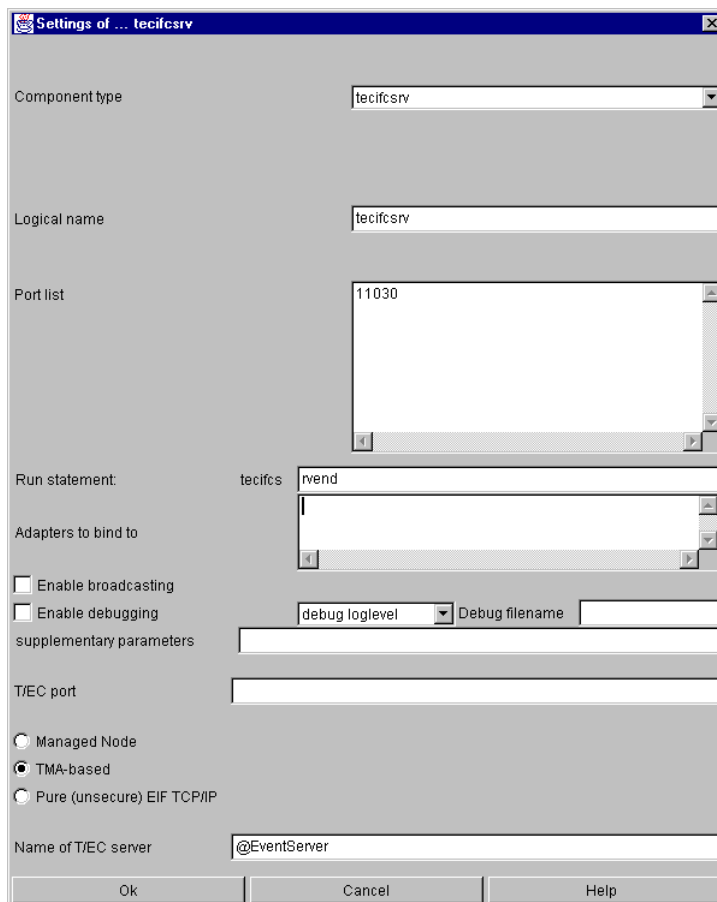 Settings of ... tecifcsrv
Component type tecifcsrv
Logical name tecifcsrv
Port list 11030
Run statement: tecifcs rvend
Adapters to bind to
Enable broadcasting
Enable debugging debug loglevel Debug filename
supplementary parameters
T/EC port
Managed Node
TMA-based
Pure (unsecure) EIF TCP/IP
Name of T/EC server @EventServer
Ok Cancel Help